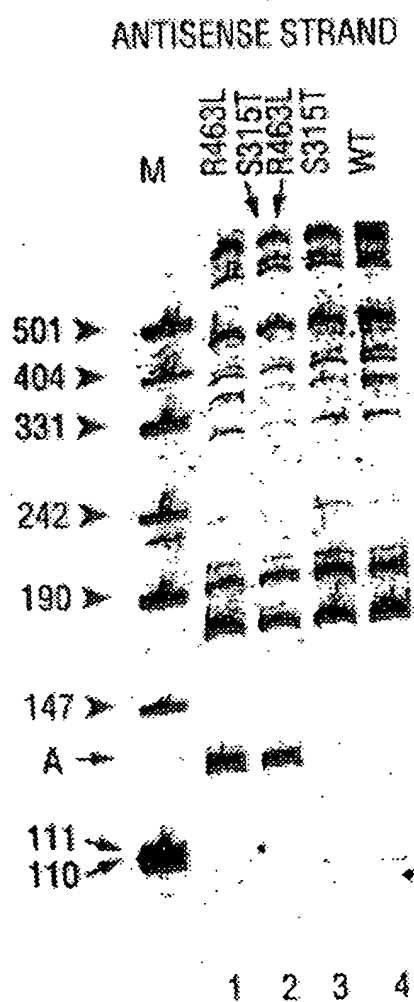 ANTISENSE STRAND
M
R463L
S315T
R463L
S315T
WT
501
404
331
242
190
147
A
111
110
1 2 3 4